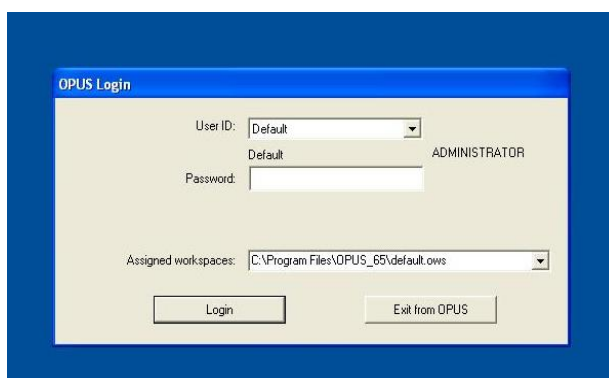 OPUS Login
User ID: Default
Default ADMINISTRATOR
Password:
Assigned workspaces: C:\Program Files\OPUS_65\default.ows
Login Exit from OPUS